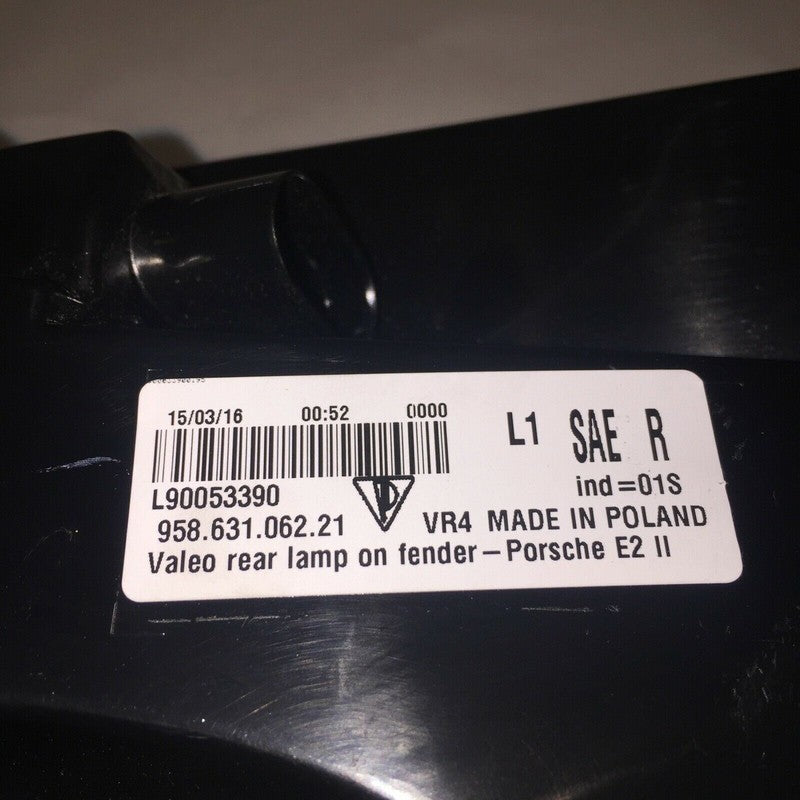 15/03/16 00:52 0000
L1 SAE R
L90053390 ind=01S
958.631.062.21 VR4 MADE IN POLAND
Valeo rear lamp on fender–Porsche E2 II